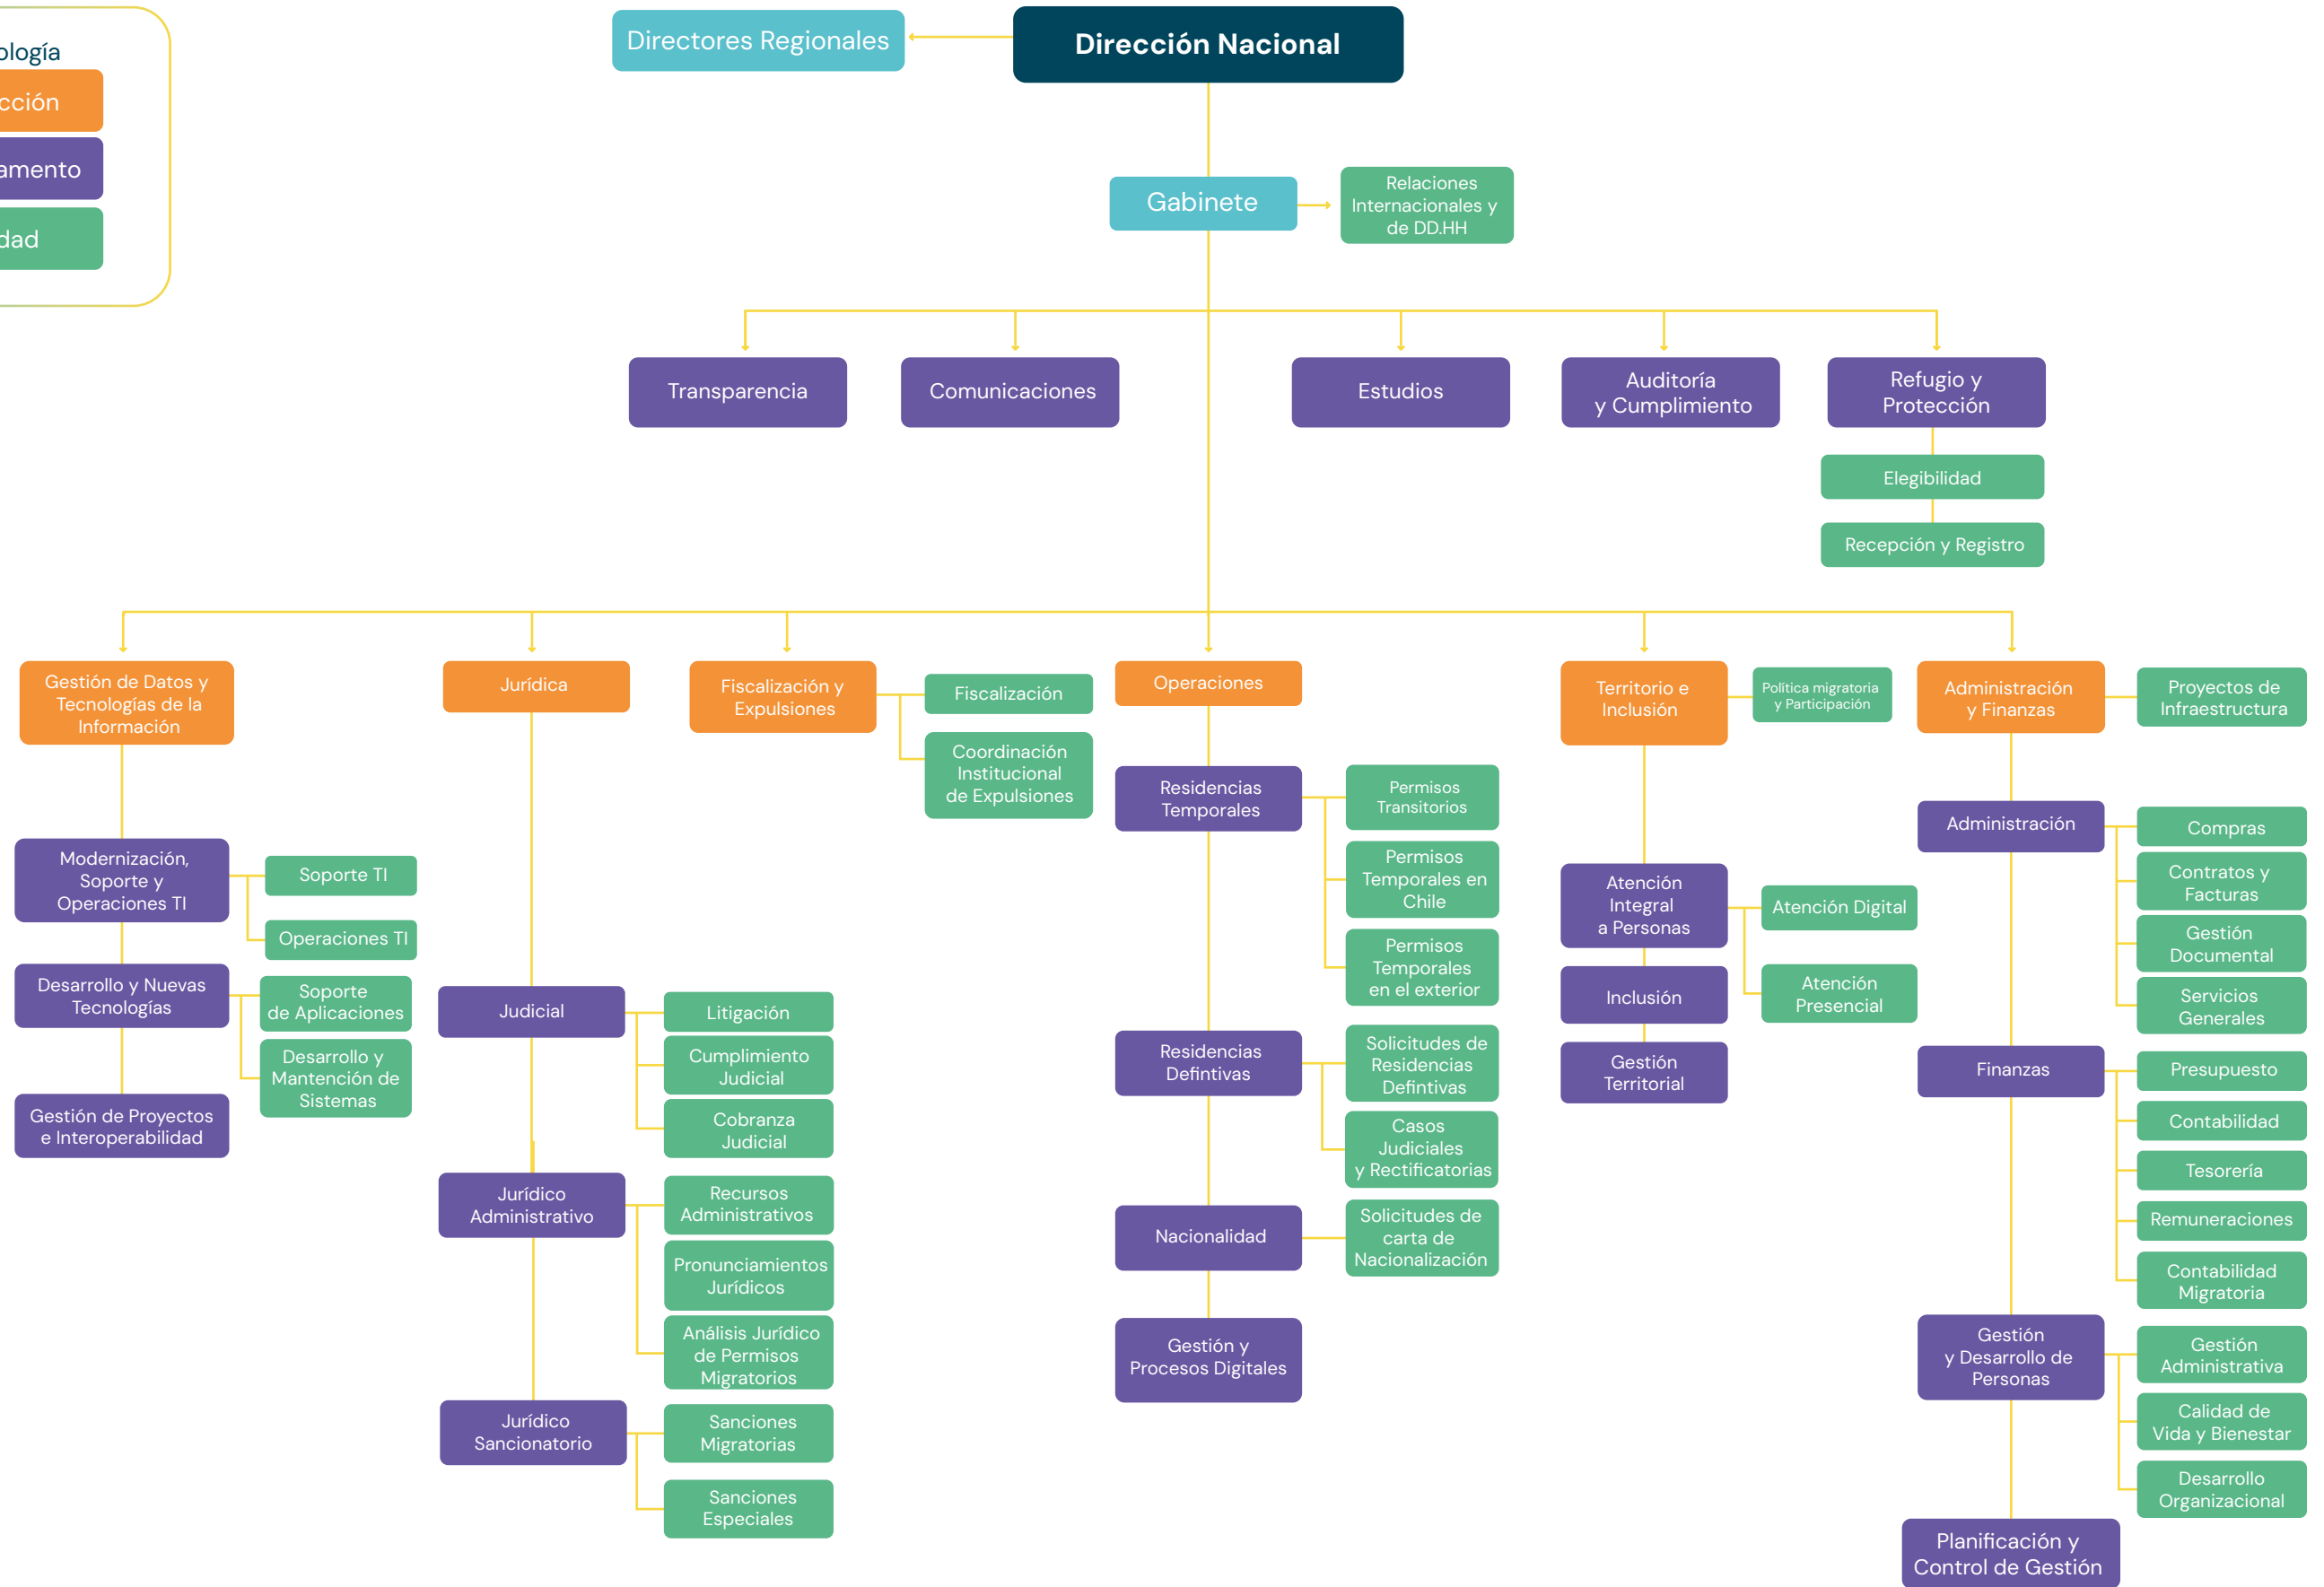 ología
cción
amento
dad
Directores Regionales
Dirección Nacional
Gabinete
Relaciones
Internacionales y
de DD.HH
Transparencia
Comunicaciones
Estudios
Auditoría
y Cumplimiento
Refugio y
Protección
Elegibilidad
Recepción y Registro
Gestión de Datos y
Tecnologías de la
Información
Modernización,
Soporte y
Operaciones TI
Soporte TI
Operaciones TI
Desarrollo y Nuevas
Tecnologías
Soporte
de Aplicaciones
Desarrollo y
Mantención de
Sistemas
Gestión de Proyectos
e Interoperabilidad
Jurídica
Judicial
Litigación
Cumplimiento
Judicial
Cobranza
Judicial
Jurídico
Administrativo
Recursos
Administrativos
Pronunciamientos
Jurídicos
Análisis Jurídico
de Permisos
Migratorios
Jurídico
Sancionatorio
Sanciones
Migratorias
Sanciones
Especiales
Fiscalización y
Expulsiones
Fiscalización
Coordinación
Institucional
de Expulsiones
Operaciones
Residencias
Temporales
Permisos
Transitorios
Permisos
Temporales en
Chile
Permisos
Temporales
en el exterior
Residencias
Defintivas
Solicitudes de
Residencias
Defintivas
Casos
Judiciales
y Rectificatorias
Nacionalidad
Solicitudes de
carta de
Nacionalización
Gestión y
Procesos Digitales
Territorio e
Inclusión
Política migratoria
y Participación
Atención
Integral
a Personas
Atención Digital
Atención
Presencial
Inclusión
Gestión
Territorial
Administración
y Finanzas
Proyectos de
Infraestructura
Administración
Compras
Contratos y
Facturas
Gestión
Documental
Servicios
Generales
Finanzas
Presupuesto
Contabilidad
Tesorería
Remuneraciones
Contabilidad
Migratoria
Gestión
y Desarrollo de
Personas
Gestión
Administrativa
Calidad de
Vida y Bienestar
Desarrollo
Organizacional
Planificación y
Control de Gestión